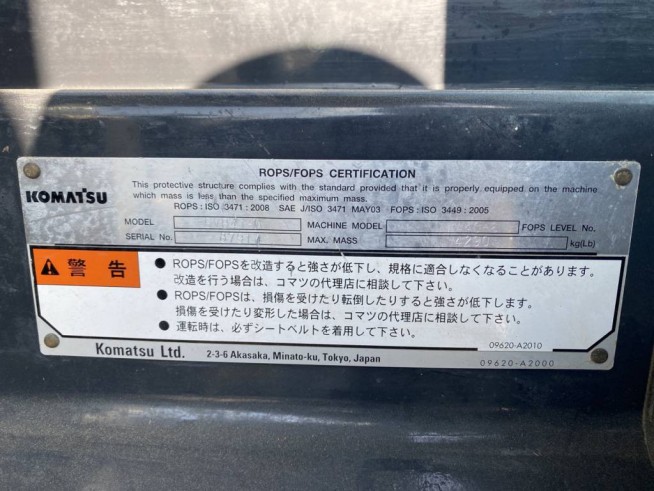 ROPS/FOPS CERTIFICATION
KOMATSU
This protective structure complies with the standard provided that it is properly equipped on the machine
which mass is less than the specified maximum mass.
ROPS : ISO 3471 : 2008 SAE J/ISO 3471 MAY03 FOPS : ISO 3449 : 2005
MODEL MACHINE MODEL FOPS LEVEL No.
SERIAL No. MAX. MASS kg(Lb)
警告
● ROPS/FOPSを改造すると強さが低下し、規格に適合しなくなることがあります。
改造を行う場合は、コマツの代理店に相談して下さい。
● ROPS/FOPSは、損傷を受けたり転倒したりすると強さが低下します。
損傷を受けたり変形した場合は、コマツの代理店に相談して下さい。
● 運転時は、必ずシートベルトを着用して下さい。
09620-A2010
Komatsu Ltd. 2-3-6 Akasaka, Minato-ku, Tokyo, Japan 09620-A2000